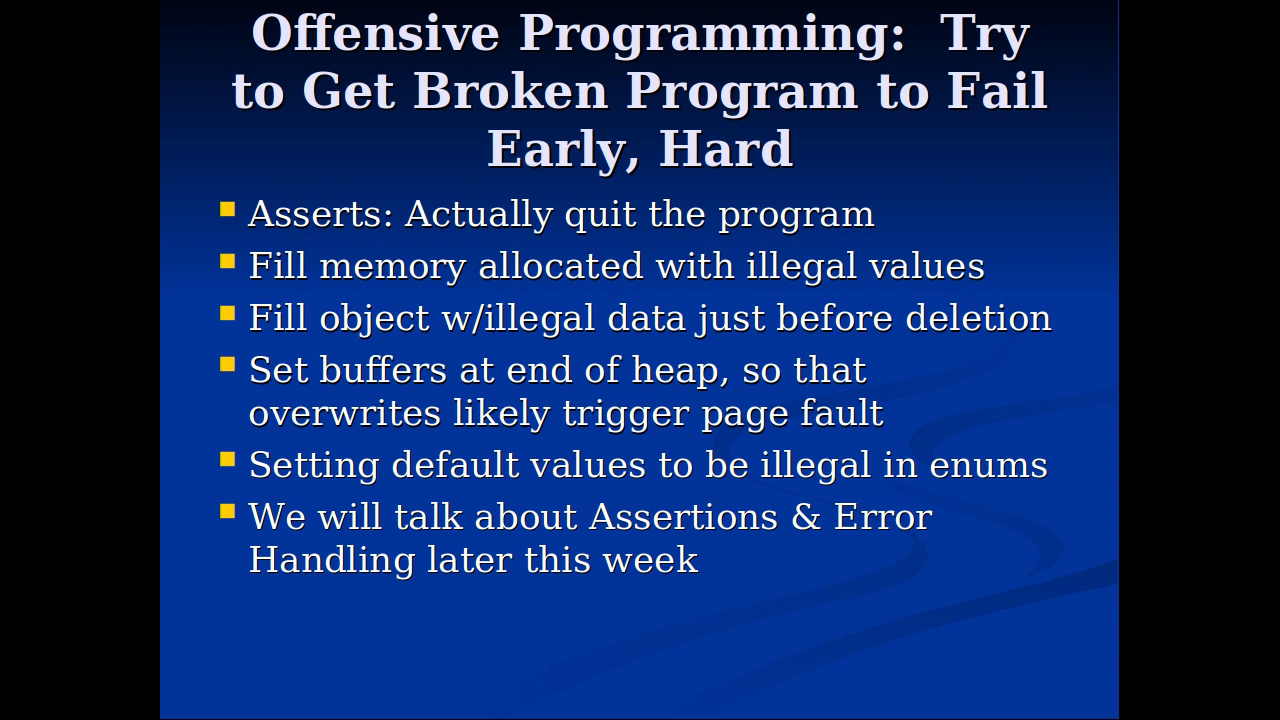 Offensive Programming:  Try
to Get Broken Program to Fail
Early, Hard
Asserts: Actually quit the program
Fill memory allocated with illegal values
Fill object w/illegal data just before deletion
Set buffers at end of heap, so that
overwrites likely trigger page fault
Setting default values to be illegal in enums
We will talk about Assertions & Error
Handling later this week